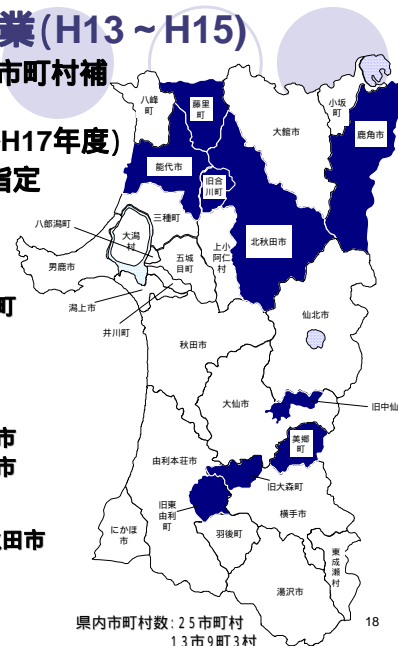 業(H13～H15)
市町村補
H17年度)
指定
町
市
市
田市
八峰
町
藤里
町
小坂
町
大館市
鹿角市
能代市
旧合
川町
北秋田市
八郎潟町
三種町
大潟
村
上小
阿仁
村
五城
目町
男鹿市
潟上市
井川町
仙北市
秋田市
大仙市
旧中仙
美郷
町
由利本荘市
旧大森町
旧東
由利
町
横手市
にかほ
市
羽後町
東
成
瀬
村
湯沢市
県内市町村数：２５市町村
１３市９町３村
18